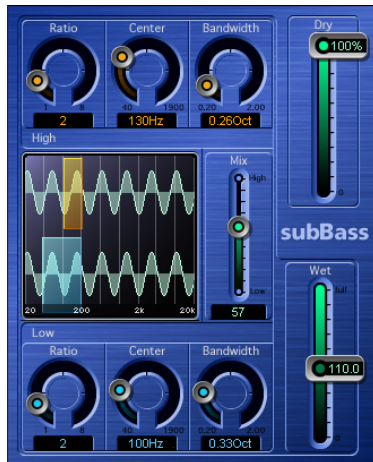 Ratio Center Bandwidth
1 8 40 1900 0.20 2.00
2 130Hz 0.26Oct
High
Dry
100%
0
Mix
High
Low
57
20 200 2k 20k
subBass
Low
Ratio Center Bandwidth
1 8 40 1900 0.20 2.00
2 100Hz 0.33Oct
Wet
full
110.0
0